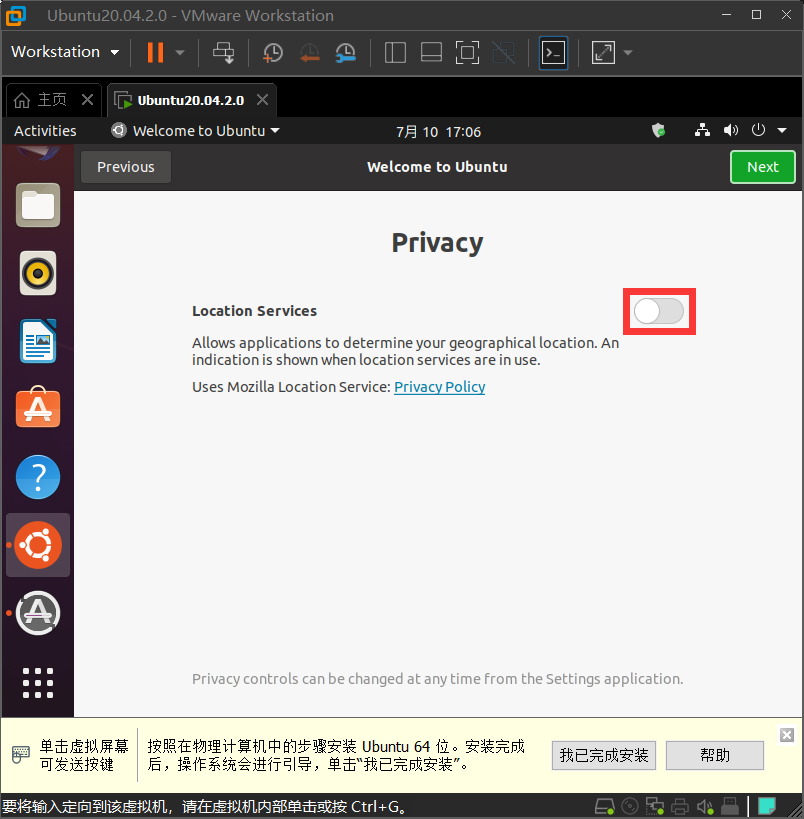 Ubuntu20.04.2.0 - VMware Workstation
Workstation
主页
Ubuntu20.04.2.0
Activities
Welcome to Ubuntu
7月 10 17:06
Previous
Welcome to Ubuntu
Next
Privacy
Location Services
Allows applications to determine your geographical location. An
indication is shown when location services are in use.
Uses Mozilla Location Service: Privacy Policy
Privacy controls can be changed at any time from the Settings application.
单击虚拟屏幕
可发送按键
按照在物理计算机中的步骤安装 Ubuntu 64 位。安装完成
后，操作系统会进行引导，单击“我已完成安装”。
我已完成安装
帮助
要将输入定向到该虚拟机，请在虚拟机内部单击或按 Ctrl+G。